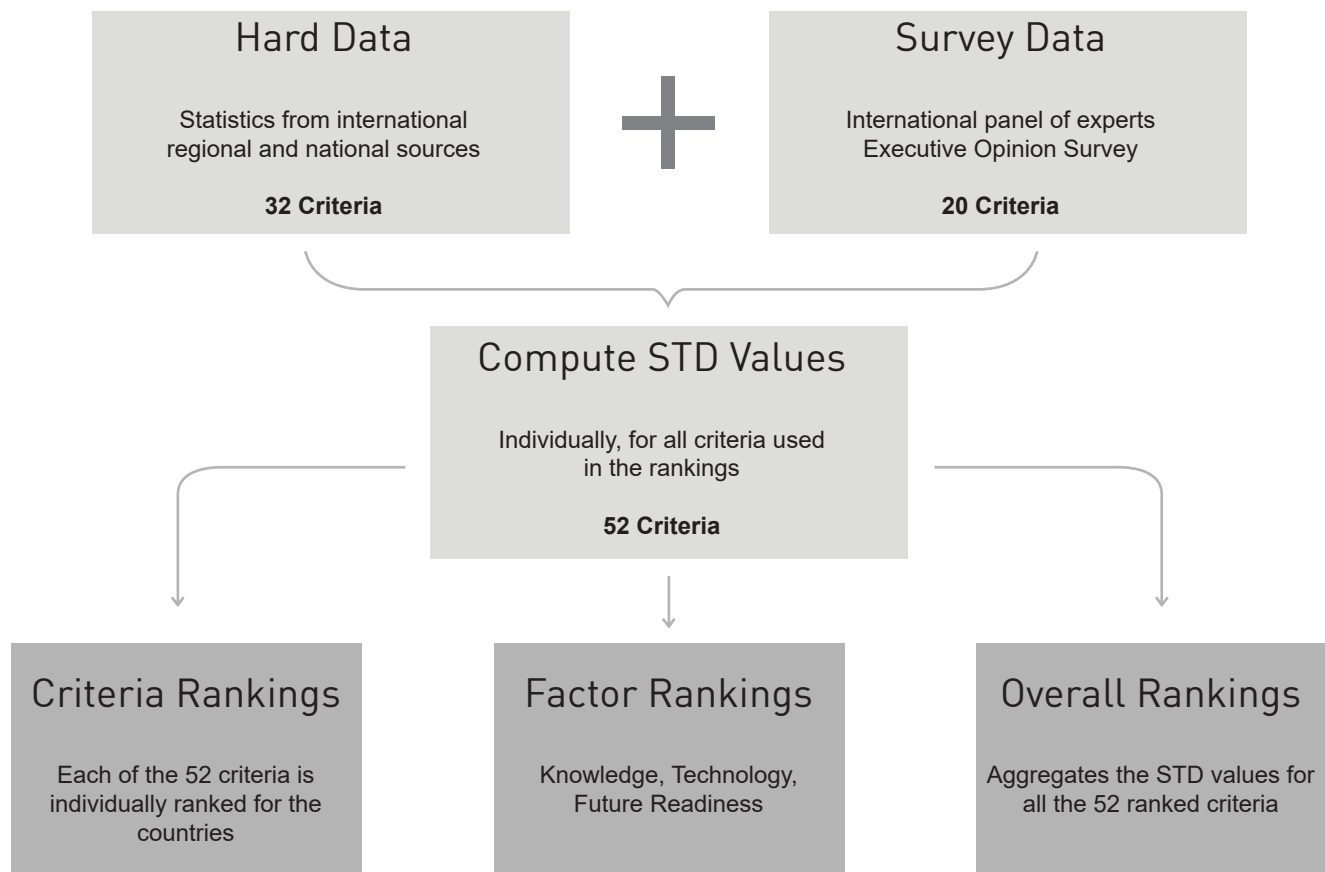 Hard Data
Statistics from international
regional and national sources
32 Criteria
Survey Data
International panel of experts
Executive Opinion Survey
20 Criteria
Compute STD Values
Individually, for all criteria used
in the rankings
52 Criteria
Criteria Rankings
Each of the 52 criteria is
individually ranked for the
countries
Factor Rankings
Knowledge, Technology,
Future Readiness
Overall Rankings
Aggregates the STD values for
all the 52 ranked criteria